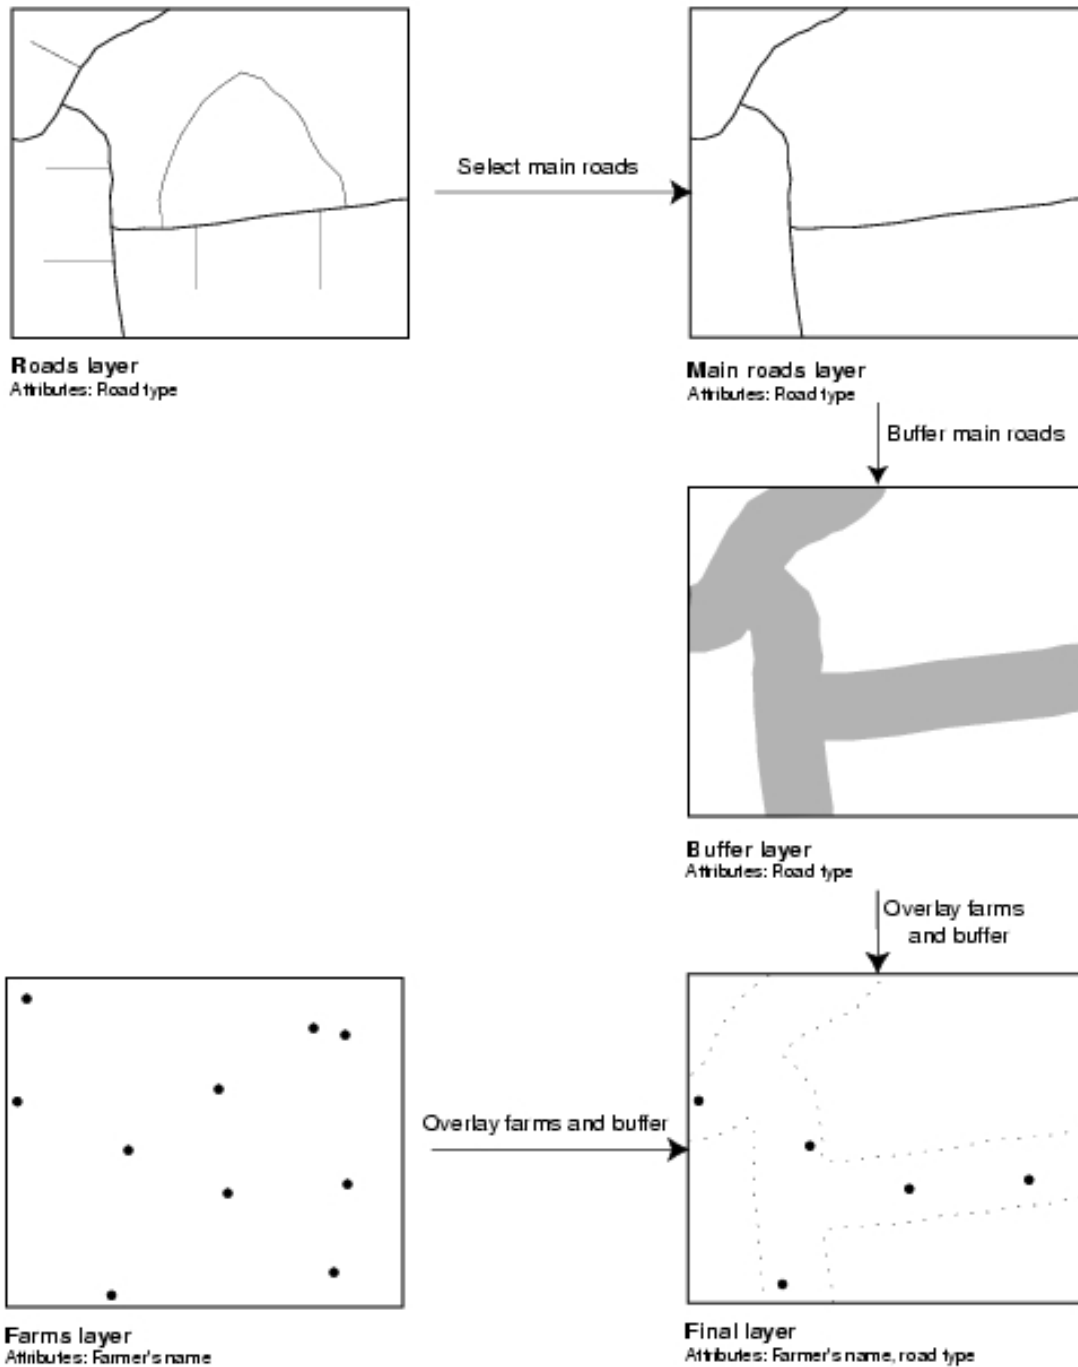 Select main roads
Roads layer
Attributes: Road type
Main roads layer
Attributes: Road type
Buffer main roads
Buffer layer
Attributes: Road type
Overlay farms
and buffer
Overlay farms and buffer
Farms layer
Attributes: Farmer's name
Final layer
Attributes: Farmer's name, road type